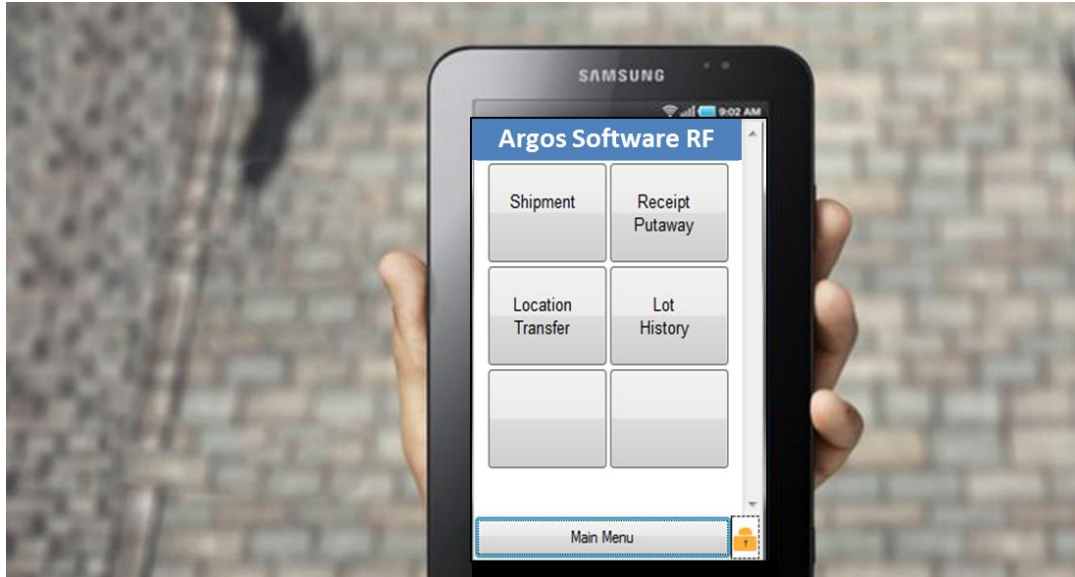 SAMSUNG
9:02 AM
Argos Software RF
Shipment
Receipt
Putaway
Location
Transfer
Lot
History
Main Menu